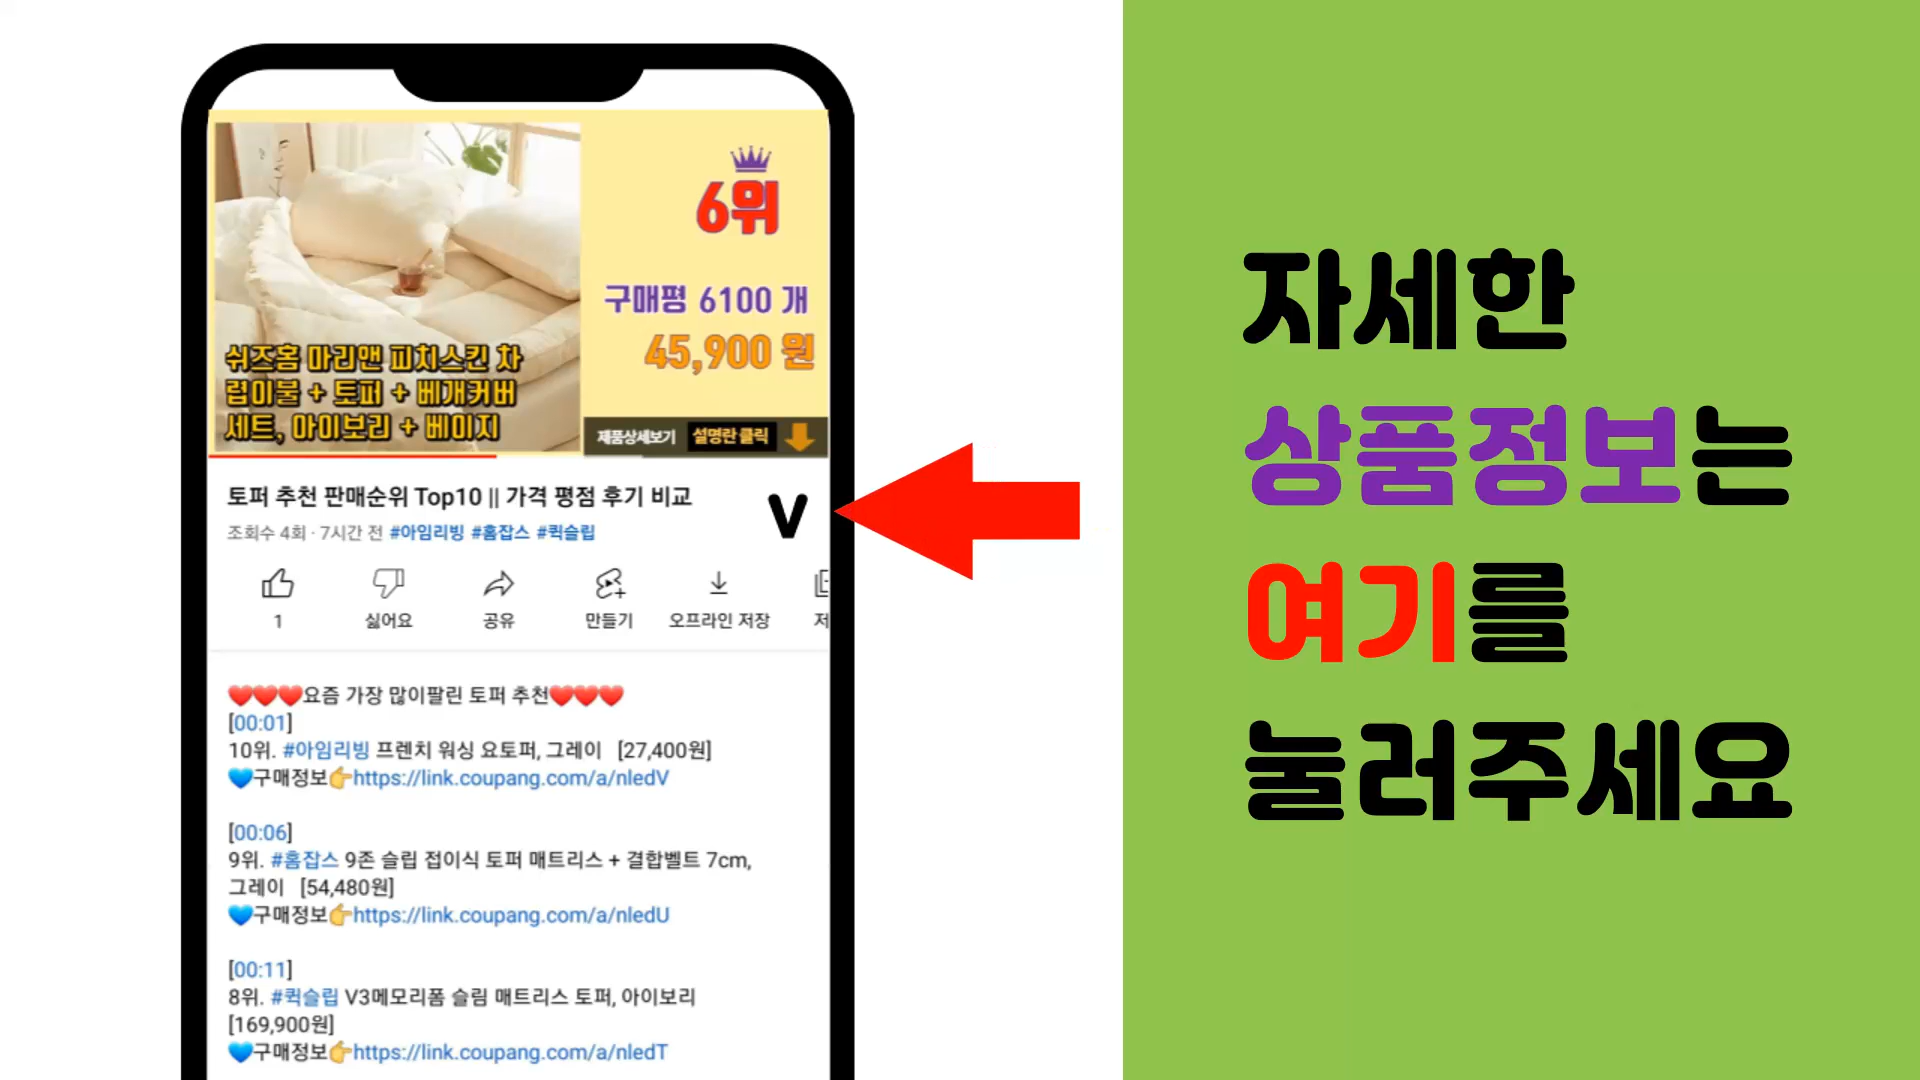 6위
구매평 6100 개
45,900 원
쉬즈홈 마리앤 피치스킨 차
렵이불 + 토퍼 + 베개커버
세트, 아이보리 + 베이지
제품상세보기 설명란 클릭
토퍼 추천 판매순위 Top10 || 가격 평점 후기 비교
V
조회수 4회 · 7시간 전 #아임리빙 #홈잡스 #퀵슬립
1 싫어요 공유 만들기 오프라인 저장 저
❤️❤️❤️요즘 가장 많이팔린 토퍼 추천❤️❤️❤️
[00:01]
10위. #아임리빙 프렌치 워싱 요토퍼, 그레이 [27,400원]
💙구매정보👉https://link.coupang.com/a/nledV
[00:06]
9위. #홈잡스 9존 슬립 접이식 토퍼 매트리스 + 결합벨트 7cm,
그레이 [54,480원]
💙구매정보👉https://link.coupang.com/a/nledU
[00:11]
8위. #퀵슬립 V3메모리폼 슬림 매트리스 토퍼, 아이보리
[169,900원]
💙구매정보👉https://link.coupang.com/a/nledT
자세한
상품정보는
여기를
눌러주세요